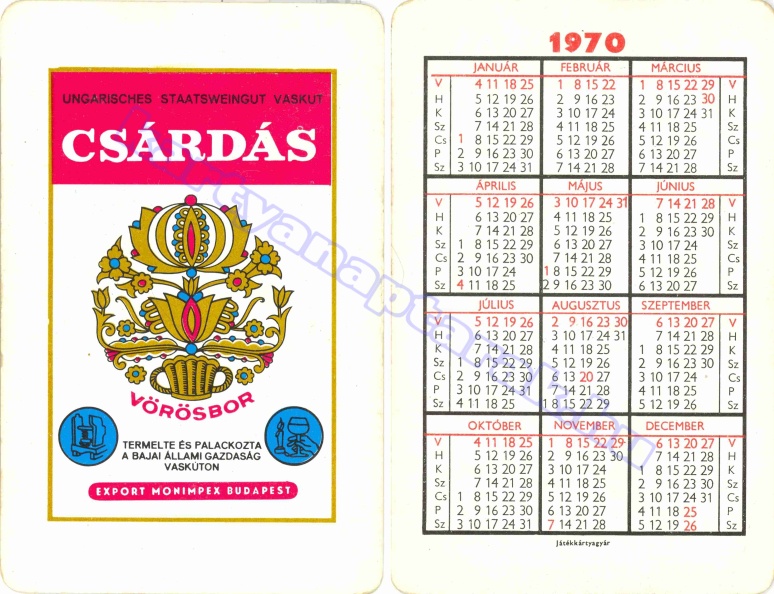 UNGARISCHES STAATSWEINGUT VASKUT
CSÁRDÁS
VÖRÖSBOR
TERMELTE ÉS PALACKOZTA
A BAJAI ÁLLAMI GAZDASÁG
VASKÚTON
EXPORT MONIMPEX BUDAPEST
kartyanaptarak.hu
1970
JANUÁR FEBRUÁR MÁRCIUS
V 4 11 18 25 1 8 15 22 1 8 15 22 29 V
H 5 12 19 26 2 9 16 23 2 9 16 23 30 H
K 6 13 20 27 3 10 17 24 3 10 17 24 31 K
Sz 7 14 21 28 4 11 18 25 4 11 18 25 Sz
Cs 1 8 15 22 29 5 12 19 26 5 12 19 26 Cs
P 2 9 16 23 30 6 13 20 27 6 13 20 27 P
Sz 3 10 17 24 31 7 14 21 28 7 14 21 28 Sz
ÁPRILIS MÁJUS JÚNIUS
V 5 12 19 26 3 10 17 24 31 7 14 21 28 V
H 6 13 20 27 4 11 18 25 1 8 15 22 29 H
K 7 14 21 28 5 12 19 26 2 9 16 23 30 K
Sz 1 8 15 22 29 6 13 20 27 3 10 17 24 Sz
Cs 2 9 16 23 30 7 14 21 28 4 11 18 25 Cs
P 3 10 17 24 1 8 15 22 29 5 12 19 26 P
Sz 4 11 18 25 2 9 16 23 30 6 13 20 27 Sz
JÚLIUS AUGUSZTUS SZEPTEMBER
V 5 12 19 26 2 9 16 23 30 6 13 20 27 V
H 6 13 20 27 3 10 17 24 31 7 14 21 28 H
K 7 14 21 28 4 11 18 25 1 8 15 22 29 K
Sz 1 8 15 22 29 5 12 19 26 2 9 16 23 30 Sz
Cs 2 9 16 23 30 6 13 20 27 3 10 17 24 Cs
P 3 10 17 24 31 7 14 21 28 4 11 18 25 P
Sz 4 11 18 25 1 8 15 22 29 5 12 19 26 Sz
OKTÓBER NOVEMBER DECEMBER
V 4 11 18 25 1 8 15 22 29 6 13 20 27 V
H 5 12 19 26 2 9 16 23 30 7 14 21 28 H
K 6 13 20 27 3 10 17 24 1 8 15 22 29 K
Sz 7 14 21 28 4 11 18 25 2 9 16 23 30 Sz
Cs 1 8 15 22 29 5 12 19 26 3 10 17 24 31 Cs
P 2 9 16 23 30 6 13 20 27 4 11 18 25 P
Sz 3 10 17 24 31 7 14 21 28 5 12 19 26 Sz
Játékkártyagyár